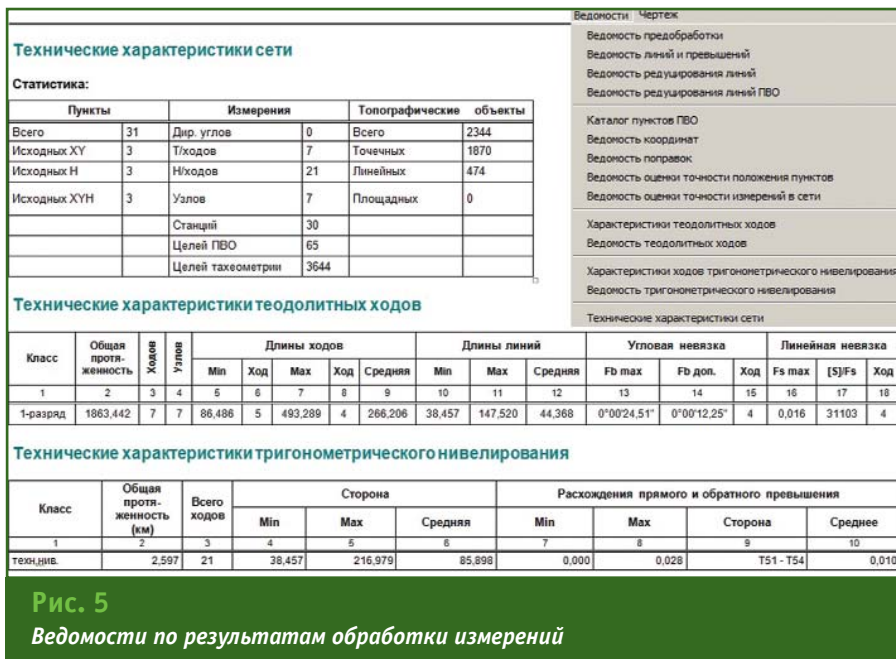 Ведомости Чертеж
Ведомость предобработки
Ведомость линий и превышений
Ведомость редуцирования линий
Ведомость редуцирования линий ПВО
Каталог пунктов ПВО
Ведомость координат
Ведомость поправок
Ведомость оценки точности положения пунктов
Ведомость оценки точности измерений в сети
Характеристики теодолитных ходов
Ведомость теодолитных ходов
Характеристики ходов тригонометрического нивелирования
Ведомость тригонометрического нивелирования
Технические характеристики сети
Технические характеристики сети
Статистика:
Пункты Измерения Топографические объекты
Всего 31 Дир. углов 0 Всего 2344
Исходных XY 3 Т/ходов 7 Точечных 1870
Исходных H 3 Н/ходов 21 Линейных 474
Исходных XYH 3 Узлов 7 Площадных 0
Станций 30
Целей ПВО 65
Целей тахеометрии 3644
Технические характеристики теодолитных ходов
Класс Общая протя-женность Ходов Узлов Длины ходов Длины линий Угловая невязка Линейная невязка
Min Ход Max Ход Средняя Min Max Средняя Fb max Fb доп. Ход Fs max [S]/Fs Ход
1 2 3 4 5 6 7 8 9 10 11 12 13 14 15 16 17 18
1-разряд 1863,442 7 7 86,486 5 493,289 4 266,206 38,457 147,520 44,368 0°00'24,51" 0°00'12,25" 4 0,016 31103 4
Технические характеристики тригонометрического нивелирования
Класс Общая протя-женность (км) Всего ходов Сторона Расхождения прямого и обратного превышения
Min Max Средняя Min Max Сторона Среднее
1 2 3 4 5 6 7 8 9 10
техн,нив. 2,597 21 38,457 216,979 85,898 0,000 0,028 T51 - T54 0,010
Рис. 5
Ведомости по результатам обработки измерений